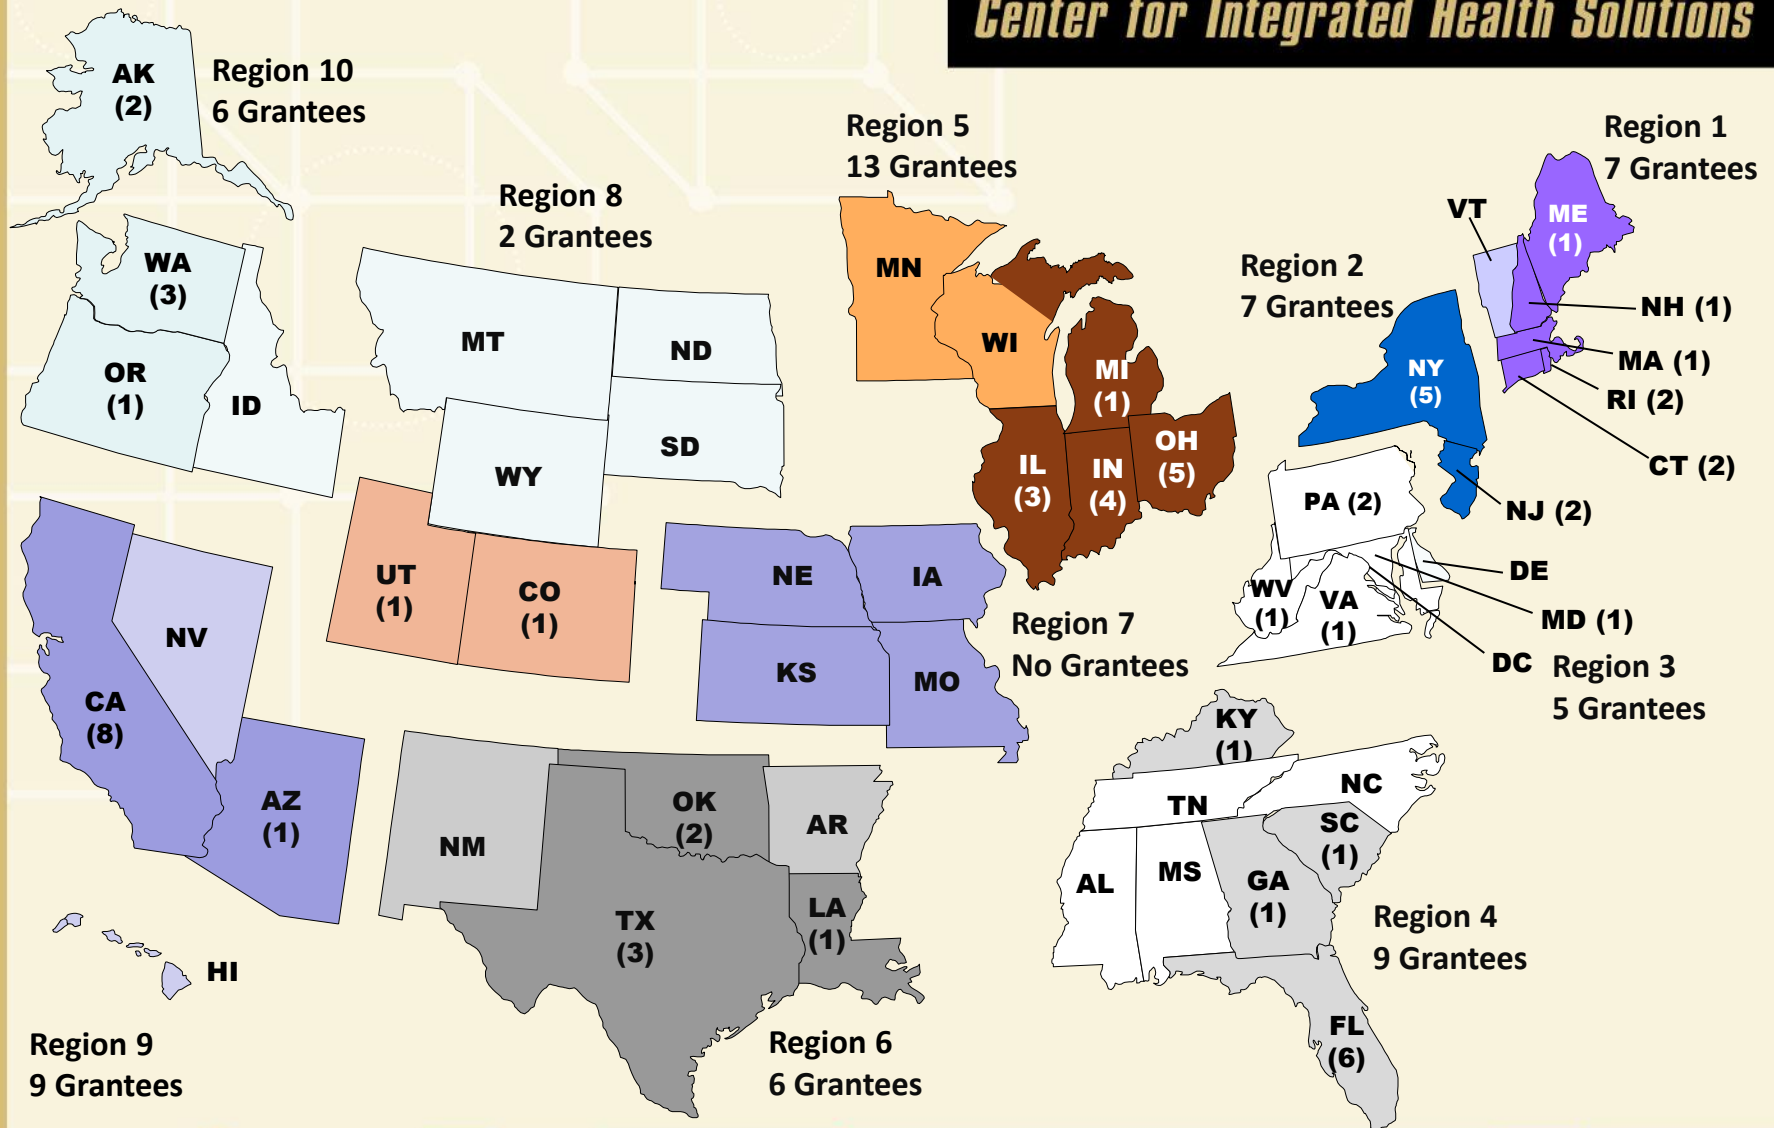 Center for Integrated Health Solutions
AK
(2)
Region 10
6 Grantees
WA
(3)
OR
(1)
ID
Region 8
2 Grantees
MT
ND
SD
WY
UT
(1)
CO
(1)
Region 5
13 Grantees
MN
WI
MI
(1)
IL
(3)
IN
(4)
OH
(5)
Region 1
7 Grantees
VT
ME
(1)
NH (1)
MA (1)
RI (2)
CT (2)
Region 2
7 Grantees
NY
(5)
NJ (2)
PA (2)
DE
WV
(1)
VA
(1)
MD (1)
DC
Region 3
5 Grantees
NE
IA
KS
MO
Region 7
No Grantees
CA
(8)
NV
AZ
(1)
HI
Region 9
9 Grantees
NM
OK
(2)
AR
TX
(3)
LA
(1)
Region 6
6 Grantees
KY
(1)
TN
NC
SC
(1)
AL
MS
GA
(1)
FL
(6)
Region 4
9 Grantees